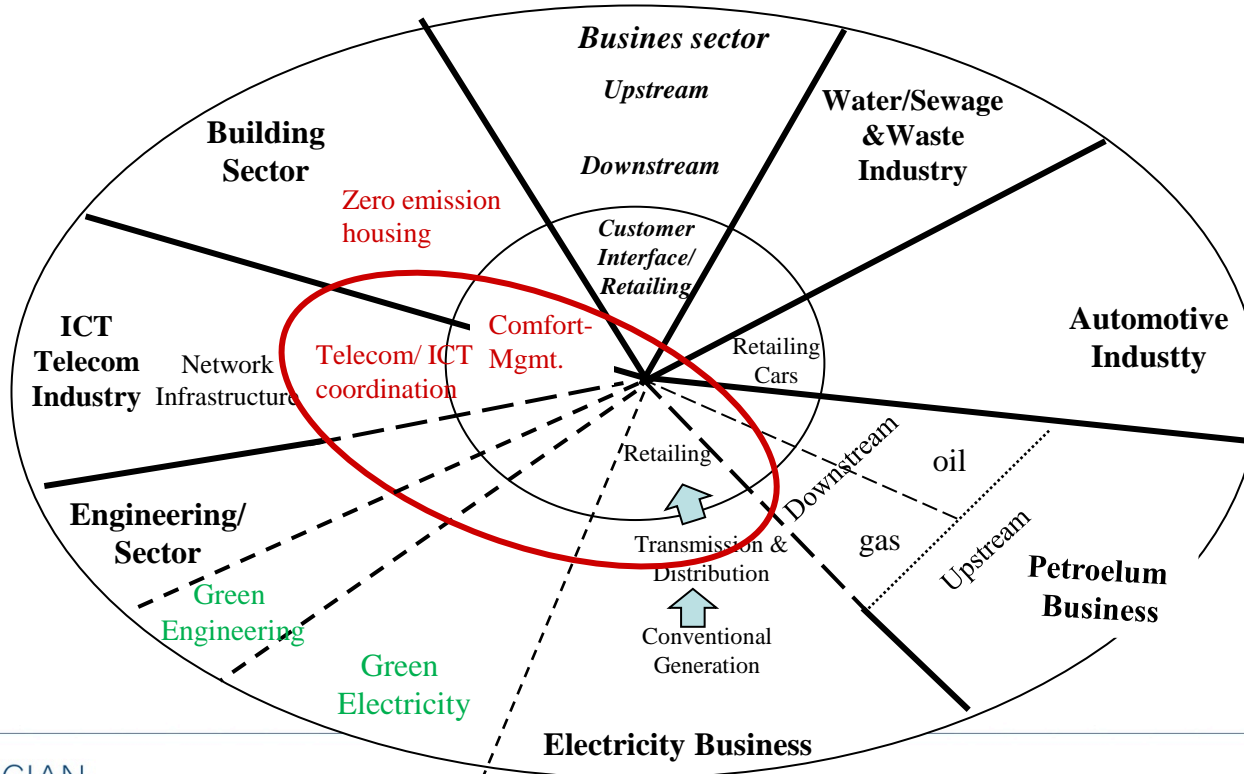 Busines sector
Upstream
Downstream
Customer
Interface/
Retailing
Water/Sewage
&Waste
Industry
Building
Sector
Zero emission
housing
ICT
Telecom
Industry
Network
Infrastructure
Telecom/ ICT
coordination
Comfort-
Mgmt.
Retailing
Cars
Automotive
Industty
Retailing
Downstream
oil
gas
Upstream
Petroelum
Business
Engineering/
Sector
Green
Engineering
Green
Electricity
Transmission &
Distribution
Conventional
Generation
Electricity Business